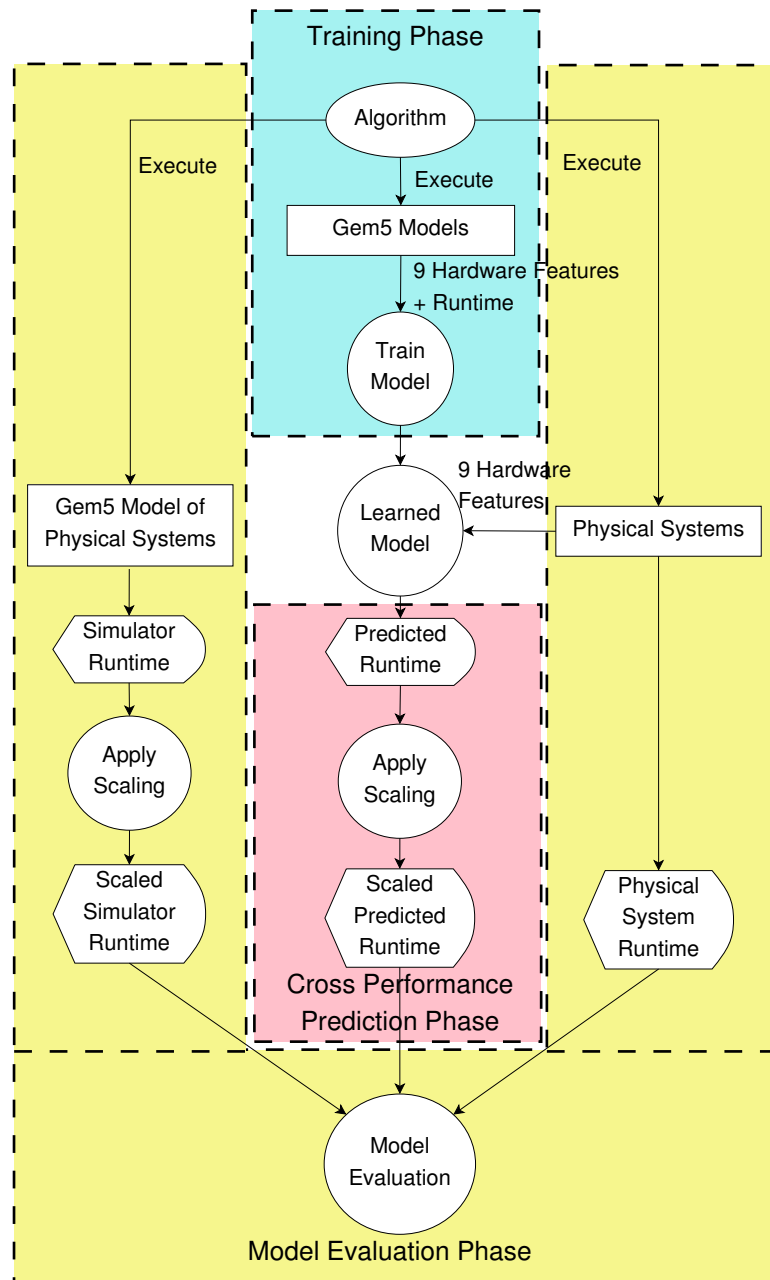 Training Phase
Algorithm
Execute
Execute
Execute
Gem5 Models
9 Hardware Features
+ Runtime
Train
Model
9 Hardware
Features
Gem5 Model of
Physical Systems
Learned
Model
Physical Systems
Simulator
Runtime
Predicted
Runtime
Apply
Scaling
Apply
Scaling
Scaled
Simulator
Runtime
Scaled
Predicted
Runtime
Physical
System
Runtime
Cross Performance
Prediction Phase
Model
Evaluation
Model Evaluation Phase